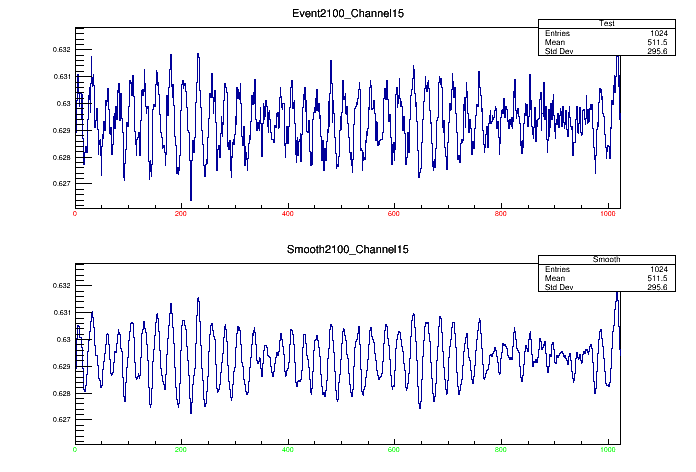 Event2100_Channel15
Test
Entries 1024
Mean 511.5
Std Dev 295.6
0.632
0.631
0.63
0.629
0.628
0.627
0 200 400 600 800 1000
Smooth2100_Channel15
Smooth
Entries 1024
Mean 511.5
Std Dev 295.6
0.632
0.631
0.63
0.629
0.628
0.627
0 200 400 600 800 1000